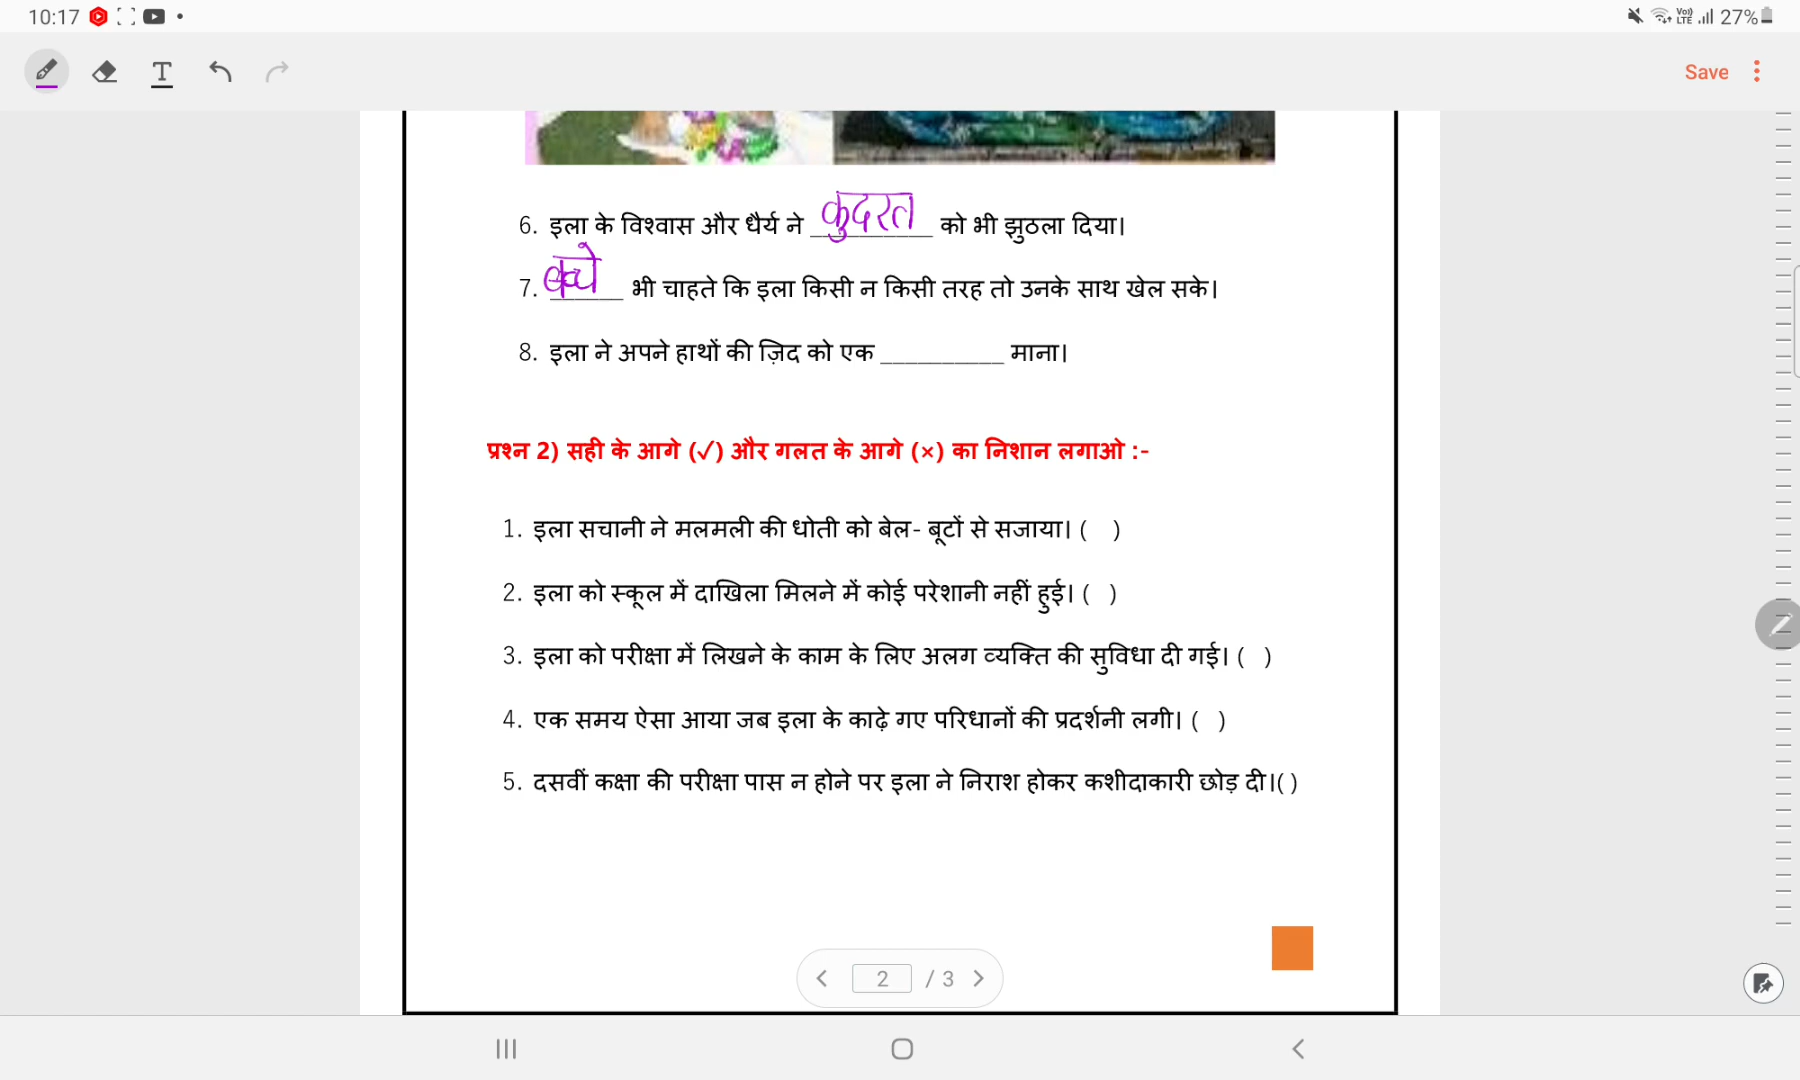 10:17
Vo)) LTE 27%
T Save
6. इला के विश्वास और धैर्य ने कुदरत को भी झुठला दिया।
7. बच्चे भी चाहते कि इला किसी न किसी तरह तो उनके साथ खेल सके।
8. इला ने अपने हाथों की ज़िद को एक __________ माना।
प्रश्न 2) सही के आगे (✓) और गलत के आगे (×) का निशान लगाओ :-
1. इला सचानी ने मलमली की धोती को बेल- बूटों से सजाया। ( )
2. इला को स्कूल में दाखिला मिलने में कोई परेशानी नहीं हुई। ( )
3. इला को परीक्षा में लिखने के काम के लिए अलग व्यक्ति की सुविधा दी गई। ( )
4. एक समय ऐसा आया जब इला के काढ़े गए परिधानों की प्रदर्शनी लगी। ( )
5. दसवीं कक्षा की परीक्षा पास न होने पर इला ने निराश होकर कशीदाकारी छोड़ दी।( )
2 / 3